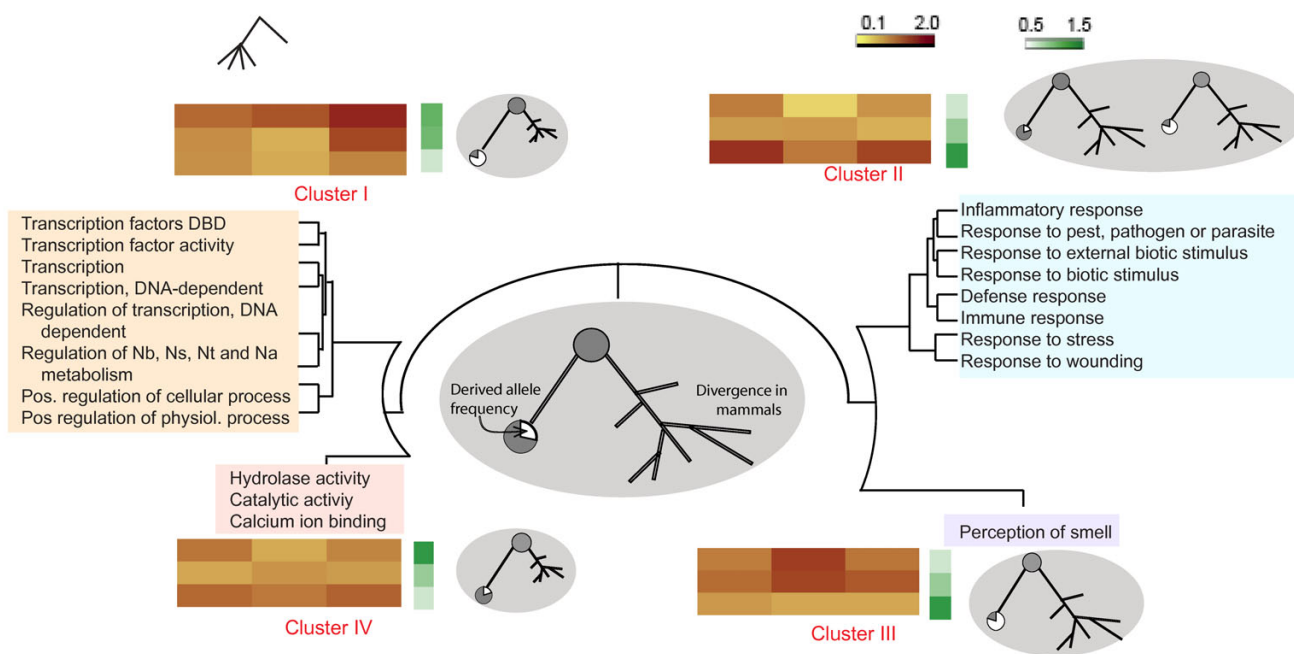 0.1 2.0
0.5 1.5
Cluster I
Cluster II
Transcription factors DBD
Transcription factor activity
Transcription
Transcription, DNA-dependent
Regulation of transcription, DNA
dependent
Regulation of Nb, Ns, Nt and Na
metabolism
Pos. regulation of cellular process
Pos regulation of physiol. process
Inflammatory response
Response to pest, pathogen or parasite
Response to external biotic stimulus
Response to biotic stimulus
Defense response
Immune response
Response to stress
Response to wounding
Derived allele
frequency
Divergence in
mammals
Hydrolase activity
Catalytic activiy
Calcium ion binding
Perception of smell
Cluster IV
Cluster III